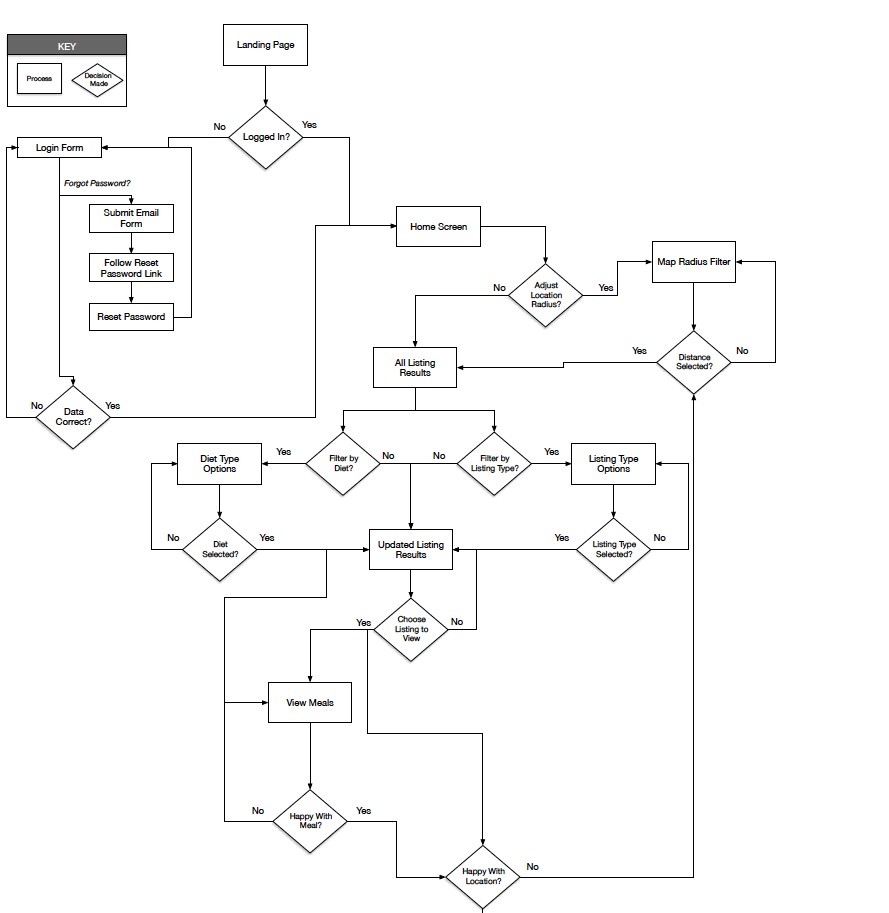 KEY
Process
Decision
Made
Landing Page
No
Yes
Logged In?
Login Form
Forgot Password?
Submit Email
Form
Follow Reset
Password Link
Reset Password
No
Yes
Data
Correct?
Home Screen
Adjust
Location
Radius?
No
Yes
Map Radius Filter
Yes
No
Distance
Selected?
All Listing
Results
Diet Type
Options
Yes
Filter by
Diet?
No
No
Filter by
Listing Type?
Yes
Listing Type
Options
No
Diet
Selected?
Yes
Updated Listing
Results
Yes
Listing Type
Selected?
No
Yes
Choose
Listing to
View
No
View Meals
No
Happy With
Meal?
Yes
Happy With
Location?
No